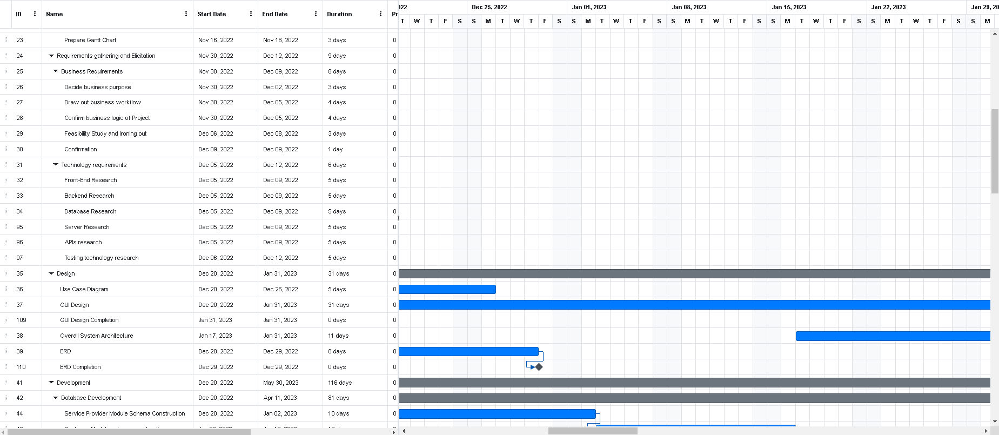 ID Name Start Date End Date Duration Pr 022 Dec 25, 2022 Jan 01, 2023 Jan 08, 2023 Jan 15, 2023 Jan 22, 2023 Jan 29, 20
T W T F S S M T W T F S S M T W T F S S M T W T F S S M T W T F S S M T W T F S S M
23 Prepare Gantt Chart Nov 16, 2022 Nov 18, 2022 3 days 0
24 Requirements gathering and Elicitation Nov 30, 2022 Dec 12, 2022 9 days 0
25 Business Requirements Nov 30, 2022 Dec 09, 2022 8 days 0
26 Decide business purpose Nov 30, 2022 Dec 02, 2022 3 days 0
27 Draw out business workflow Nov 30, 2022 Dec 05, 2022 4 days 0
28 Confirm business logic of Project Nov 30, 2022 Dec 05, 2022 4 days 0
29 Feasibility Study and Ironing out Dec 06, 2022 Dec 08, 2022 3 days 0
30 Confirmation Dec 09, 2022 Dec 09, 2022 1 day 0
31 Technology requirements Dec 05, 2022 Dec 12, 2022 6 days 0
32 Front-End Research Dec 05, 2022 Dec 09, 2022 5 days 0
33 Backend Research Dec 05, 2022 Dec 09, 2022 5 days 0
34 Database Research Dec 05, 2022 Dec 09, 2022 5 days 0
95 Server Research Dec 05, 2022 Dec 09, 2022 5 days 0
96 APIs research Dec 05, 2022 Dec 09, 2022 5 days 0
97 Testing technology research Dec 06, 2022 Dec 12, 2022 5 days 0
35 Design Dec 20, 2022 Jan 31, 2023 31 days 0
36 Use Case Diagram Dec 20, 2022 Dec 26, 2022 5 days 0
37 GUI Design Dec 20, 2022 Jan 31, 2023 31 days 0
109 GUI Design Completion Jan 31, 2023 Jan 31, 2023 0 days 0
38 Overall System Architecture Jan 17, 2023 Jan 31, 2023 11 days 0
39 ERD Dec 20, 2022 Dec 29, 2022 8 days 0
110 ERD Completion Dec 29, 2022 Dec 29, 2022 0 days 0
41 Development Dec 20, 2022 May 30, 2023 116 days 0
42 Database Development Dec 20, 2022 Apr 11, 2023 81 days 0
44 Service Provider Module Schema Construction Dec 20, 2022 Jan 02, 2023 10 days 0